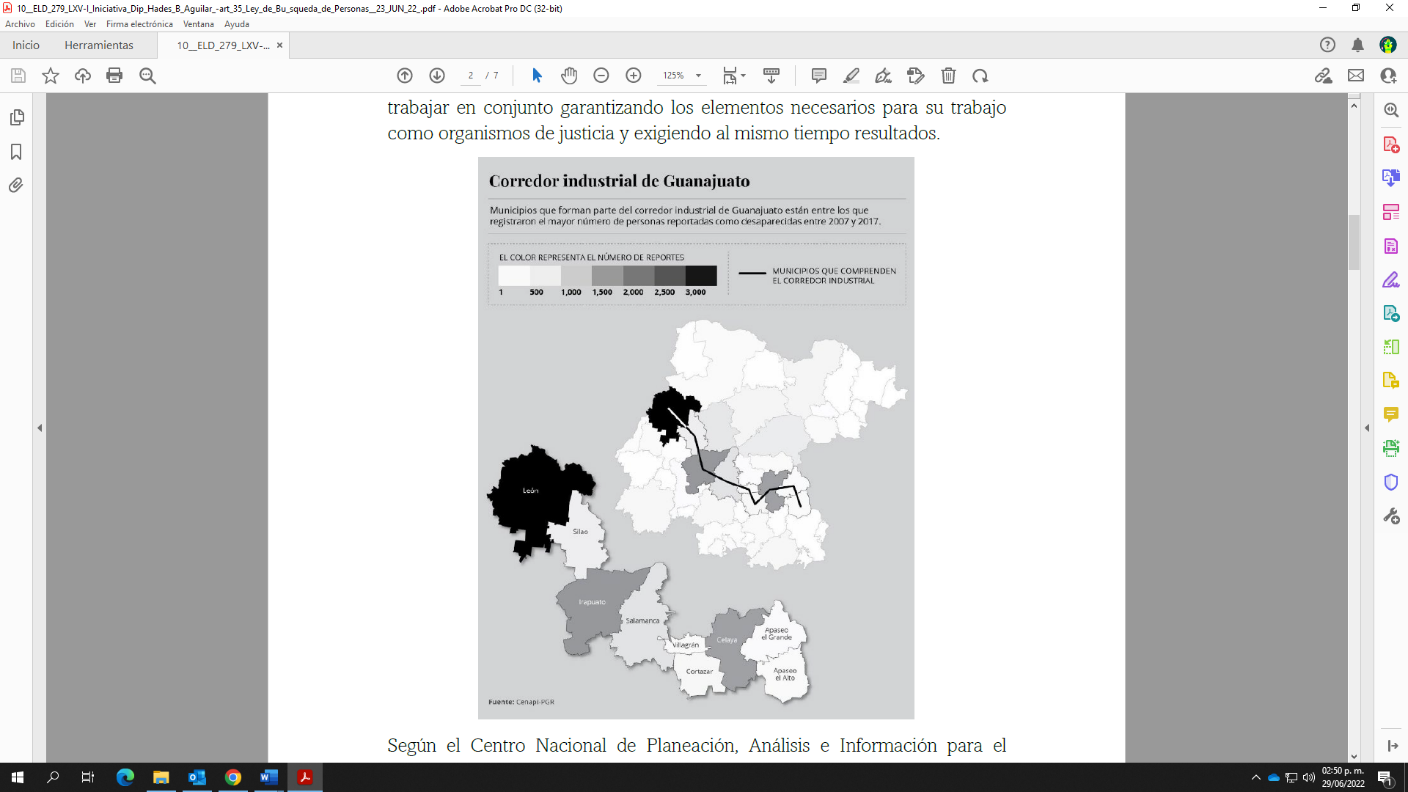 10__ELD_279_LXV-I_Iniciativa_Dip_Hades_B_Aguilar_-art_35_Ley_de_Bu_squeda_de_Personas__23_JUN_22_.pdf - Adobe Acrobat Pro DC (32-bit)
Archivo Edición Ver Firma electrónica Ventana Ayuda
Inicio Herramientas 10__ELD_279_LXV-... ×
2 / 7 125%
trabajar en conjunto garantizando los elementos necesarios para su trabajo
como organismos de justicia y exigiendo al mismo tiempo resultados.
Corredor industrial de Guanajuato
Municipios que forman parte del corredor industrial de Guanajuato están entre los que
registraron el mayor número de personas reportadas como desaparecidas entre 2007 y 2017.
EL COLOR REPRESENTA EL NÚMERO DE REPORTES
1 500 1,000 1,500 2,000 2,500 3,000
MUNICIPIOS QUE COMPRENDEN
EL CORREDOR INDUSTRIAL
León
Silao
Irapuato
Salamanca
Villagrán
Cortazar
Celaya
Apaseo
el Grande
Apaseo
el Alto
Fuente: Cenapi-PGR
Según el Centro Nacional de Planeación, Análisis e Información para el
02:50 p. m.
29/06/2022
1